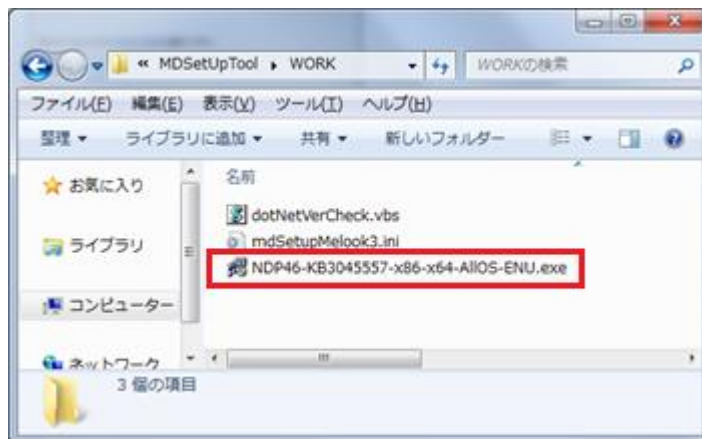 « MDSetUpTool ▸ WORK
WORKの検索
ファイル(F) 編集(E) 表示(V) ツール(T) ヘルプ(H)
整理 ▼ ライブラリに追加 ▼ 共有 ▼ 新しいフォルダー
お気に入り
ライブラリ
コンピューター
ネットワーク
名前
dotNetVerCheck.vbs
mdSetupMelook3.ini
NDP46-KB3045557-x86-x64-AllOS-ENU.exe
3 個の項目